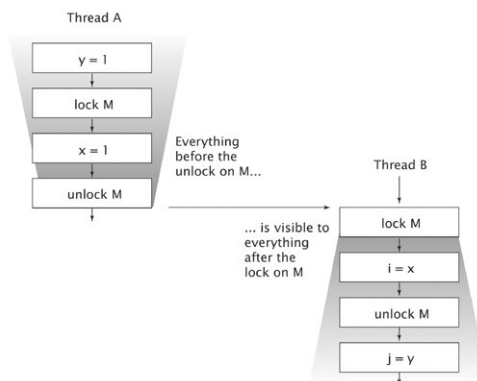 Thread A
y = 1
lock M
x = 1
unlock M
Everything
before the
unlock on M...
... is visible to
everything
after the
lock on M
Thread B
lock M
i = x
unlock M
j = y